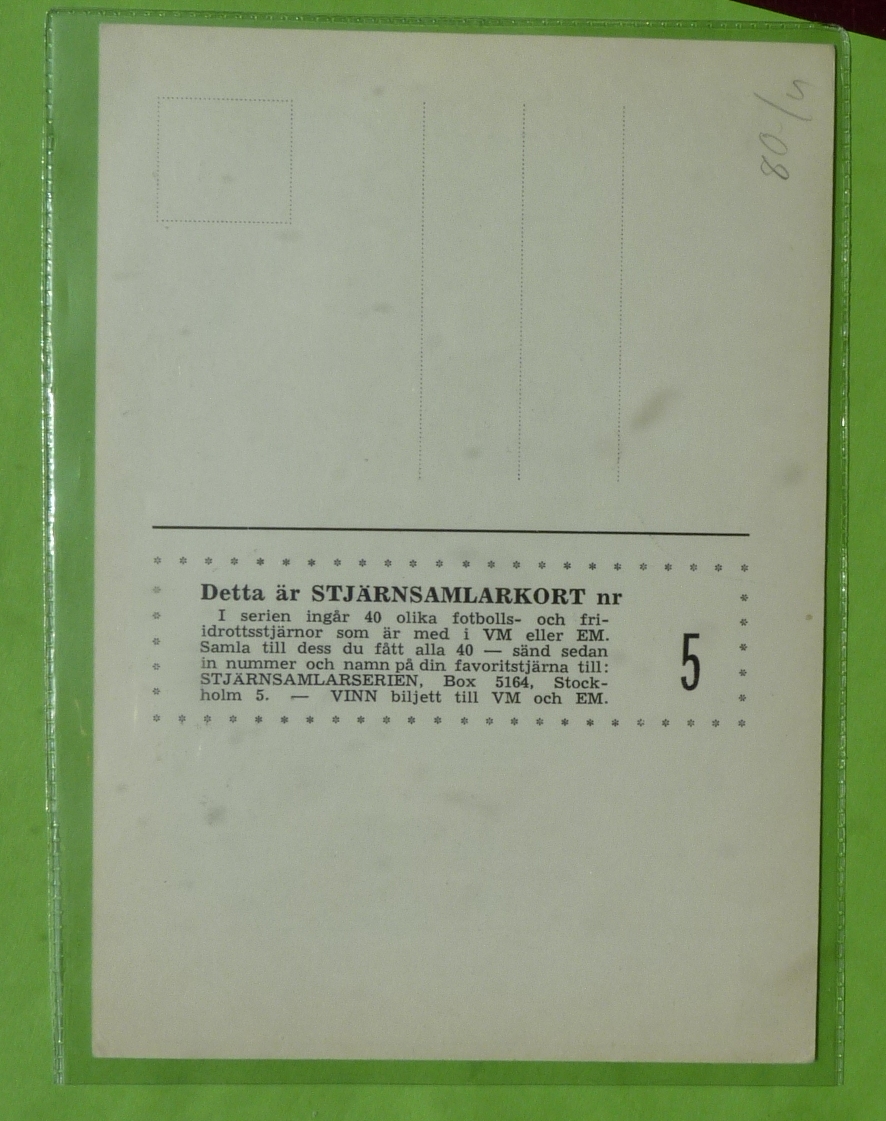 80-/4
Detta är STJÄRNSAMLARKORT nr
I serien ingår 40 olika fotbolls- och fri-
idrottsstjärnor som är med i VM eller EM.
Samla till dess du fått alla 40 — sänd sedan
in nummer och namn på din favoritstjärna till:
STJÄRNSAMLARSERIEN, Box 5164, Stock-
holm 5. — VINN biljett till VM och EM.
5